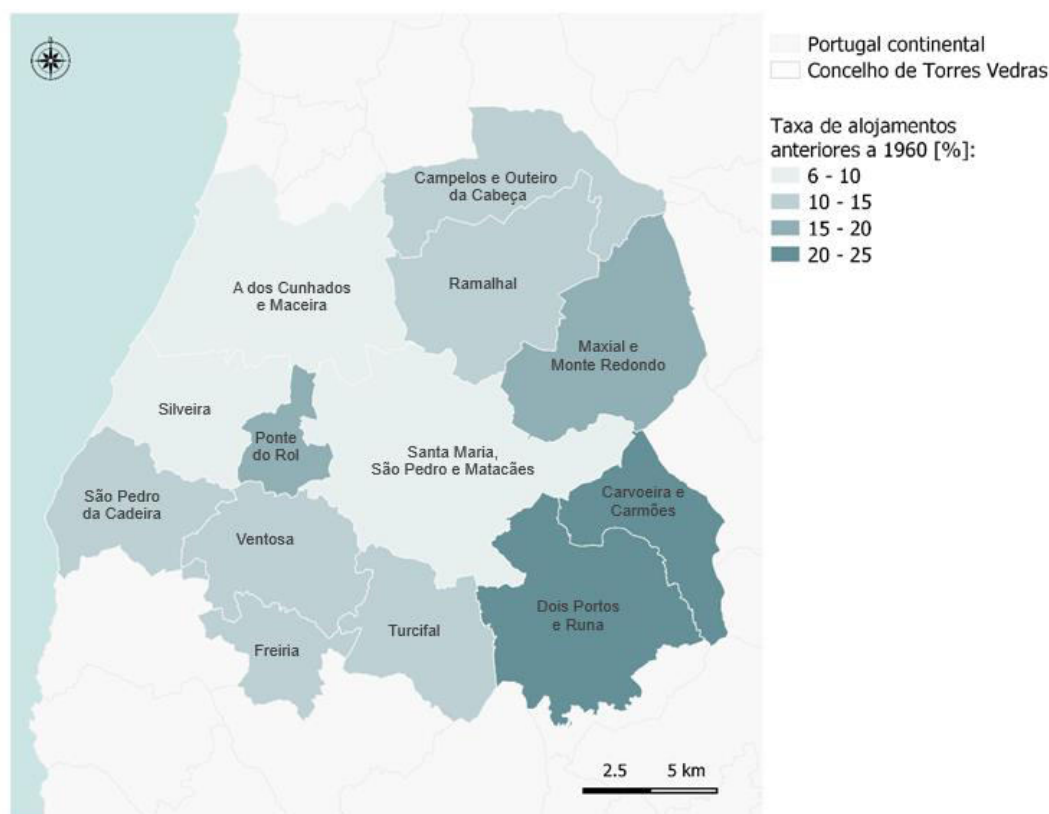 Portugal continental
Concelho de Torres Vedras
Taxa de alojamentos
anteriores a 1960 [%]:
6 - 10
10 - 15
15 - 20
20 - 25
Campelos e Outeiro
da Cabeça
Ramalhal
A dos Cunhados
e Maceira
Maxial e
Monte Redondo
Silveira
Ponte
do Rol
Santa Maria,
São Pedro e Matacães
São Pedro
da Cadeira
Carvoeira e
Carmões
Ventosa
Dois Portos
e Runa
Turcifal
Freiria
2.5 5 km